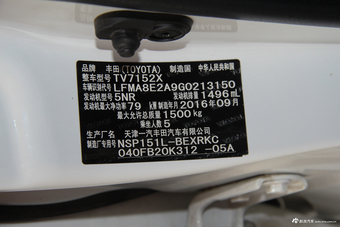 品牌 丰田(TOYOTA) 制造国 中华人民共和国
整车型号 TV7152X
车辆识别代号 LFMA8E2A9G0213150
发动机型号 5NR 发动机排量 1496 mL
发动机最大净功率 79 kW 制造年月 2016年09月
最大允许总质量 1500 kg
乘坐人数 5
天津一汽丰田汽车有限公司
制造厂专用号 NSP151L-BEXRKC
040FB20K312 -05A